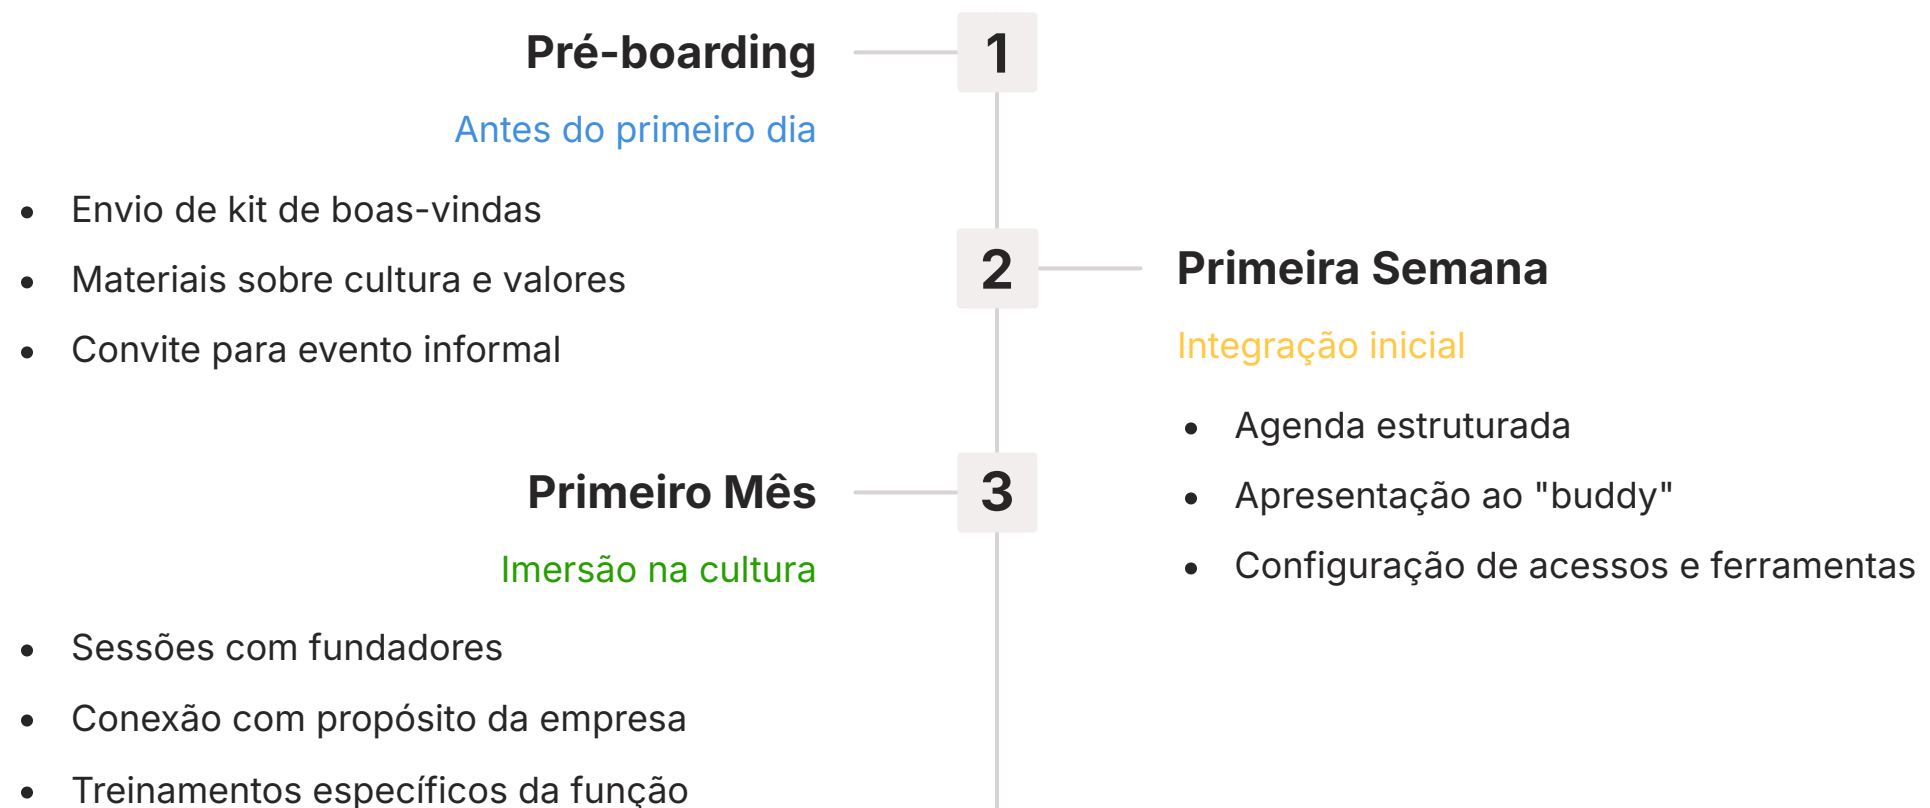 1
Pré-boarding
Antes do primeiro dia
• Envio de kit de boas-vindas
• Materiais sobre cultura e valores
• Convite para evento informal
2
Primeira Semana
Integração inicial
• Agenda estruturada
• Apresentação ao "buddy"
• Configuração de acessos e ferramentas
3
Primeiro Mês
Imersão na cultura
• Sessões com fundadores
• Conexão com propósito da empresa
• Treinamentos específicos da função